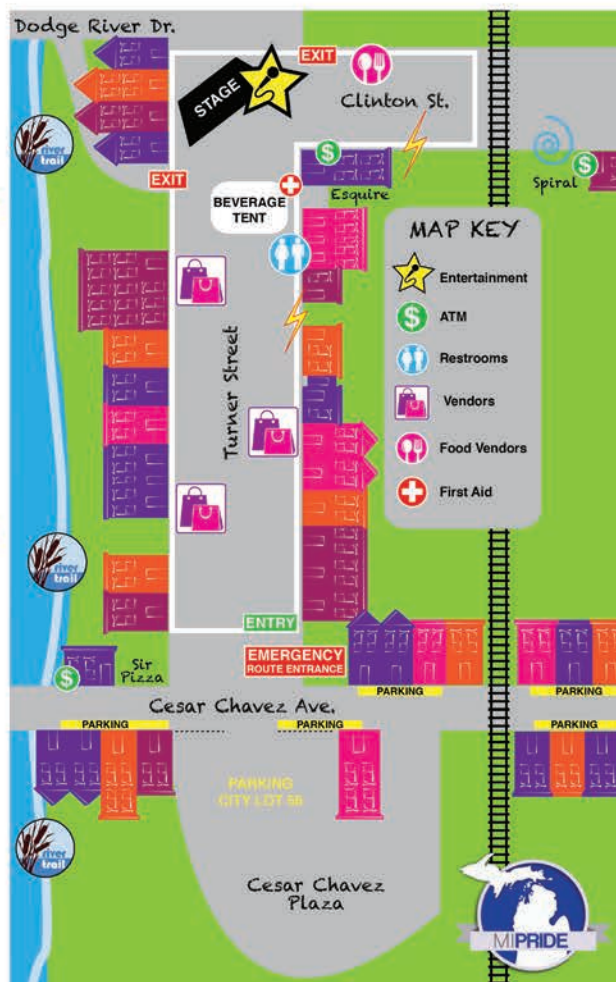 Dodge River Dr.
EXIT
STAGE
Clinton St.
river
trail
EXIT
BEVERAGE
TENT
Esquire
$
Spiral
$
MAP KEY
Entertainment
$
ATM
Restrooms
Vendors
Food Vendors
First Aid
Turner Street
river
trail
ENTRY
EMERGENCY
ROUTE ENTRANCE
Sir
Pizza
$
PARKING
PARKING
Cesar Chavez Ave.
PARKING
PARKING
PARKING
PARKING
CITY LOT 56
river
trail
Cesar Chavez
Plaza
MIPRIDE